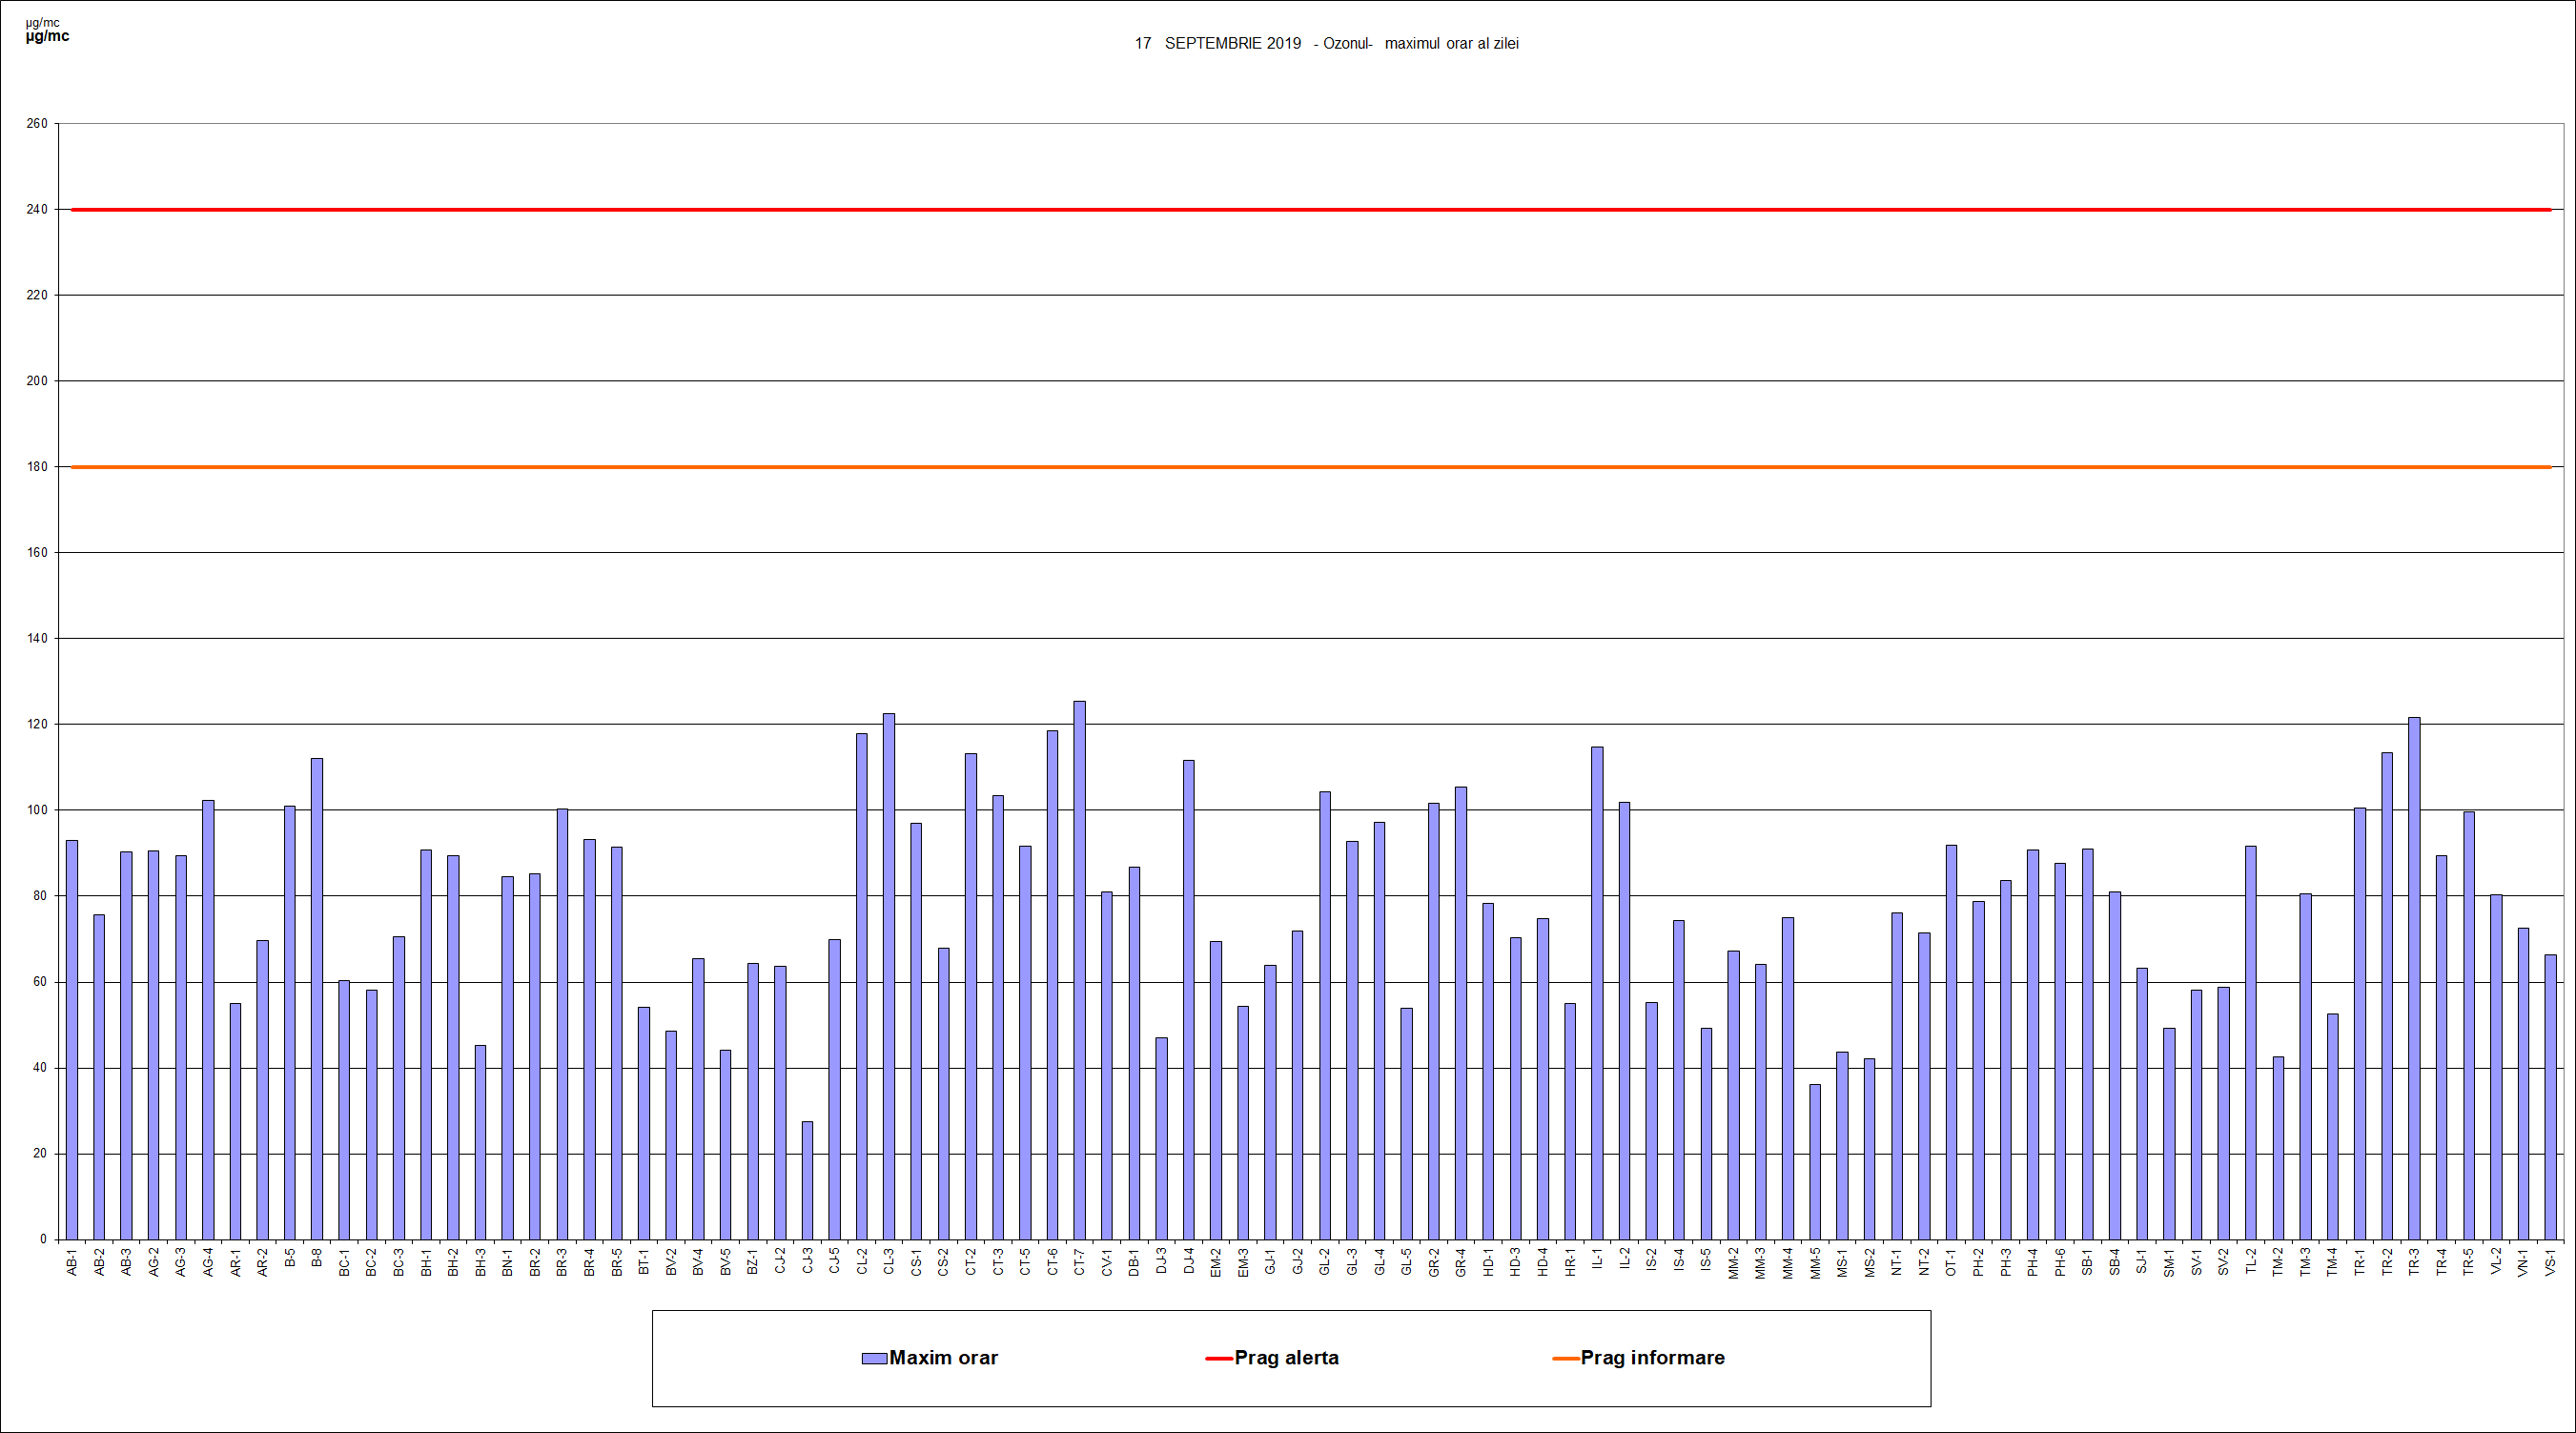 µg/mc
µg/mc
17 SEPTEMBRIE 2019 - Ozonul- maximul orar al zilei
260
240
220
200
180
160
140
120
100
80
60
40
20
0
AB-1 AB-2 AB-3 AG-2 AG-3 AG-4 AR-1 AR-2 B-5 B-8 BC-1 BC-2 BC-3 BH-1 BH-2 BH-3 BN-1 BR-2 BR-3 BR-4 BR-5 BT-1 BV-2 BV-4 BV-5 BZ-1 CJ-2 CJ-3 CJ-5 CL-2 CL-3 CS-1 CS-2 CT-2 CT-3 CT-5 CT-6 CT-7 CV-1 DB-1 DJ-3 DJ-4 EM-2 EM-3 GJ-1 GJ-2 GL-2 GL-3 GL-4 GL-5 GR-2 GR-4 HD-1 HD-3 HD-4 HR-1 IL-1 IL-2 IS-2 IS-4 IS-5 MM-2 MM-3 MM-4 MM-5 MS-1 MS-2 NT-1 NT-2 OT-1 PH-2 PH-3 PH-4 PH-6 SB-1 SB-4 SJ-1 SM-1 SV-1 SV-2 TL-2 TM-2 TM-3 TM-4 TR-1 TR-2 TR-3 TR-4 TR-5 VL-2 VN-1 VS-1
Maxim orar Prag alerta Prag informare